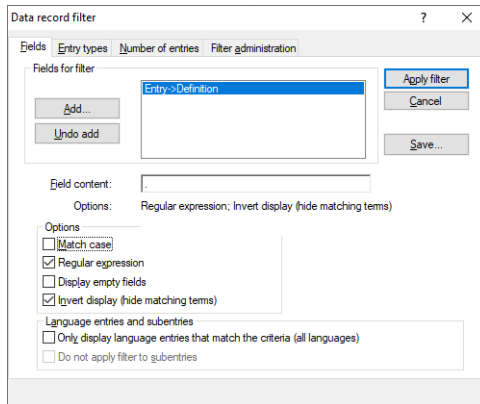 Data record filter ? ×
Fields Entry types Number of entries Filter administration
Fields for filter
Entry->Definition
Apply filter
Add...
Cancel
Undo add
Save...
Field content: .
Options: Regular expression; Invert display (hide matching terms)
Options
Match case
Regular expression
Display empty fields
Invert display (hide matching terms)
Language entries and subentries
Only display language entries that match the criteria (all languages)
Do not apply filter to subentries